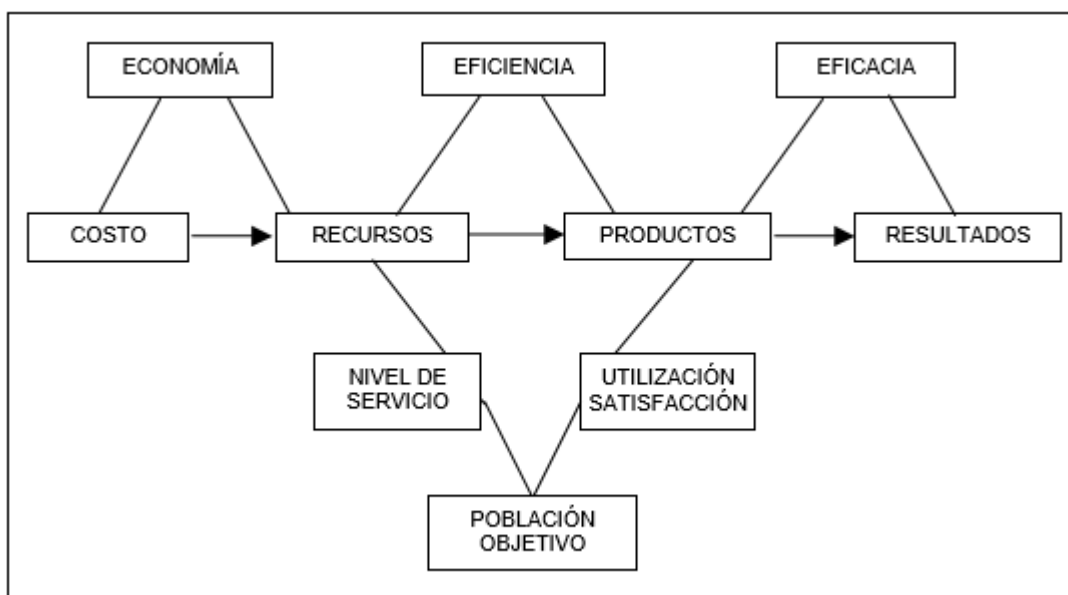 ECONOMÍA
EFICIENCIA
EFICACIA
COSTO
RECURSOS
PRODUCTOS
RESULTADOS
NIVEL DE
SERVICIO
UTILIZACIÓN
SATISFACCIÓN
POBLACIÓN
OBJETIVO